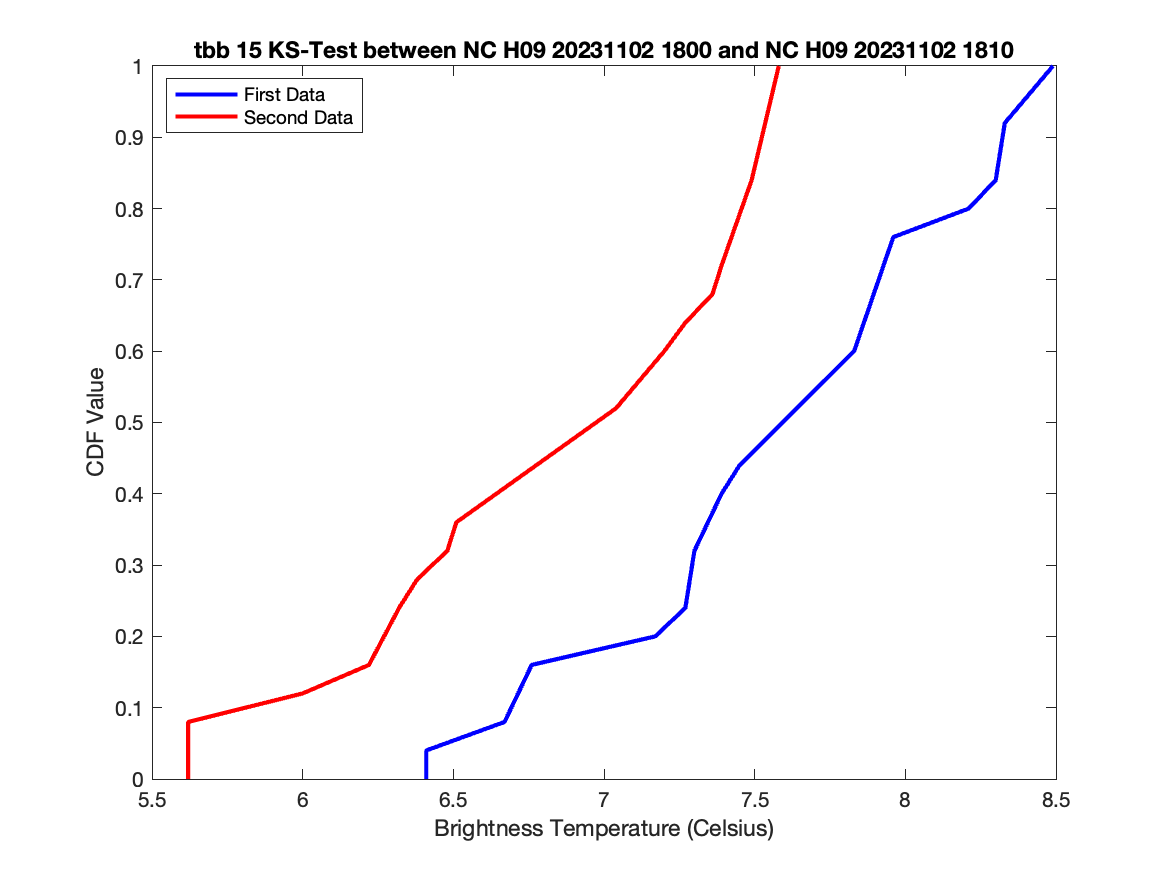 tbb 15 KS-Test between NC H09 20231102 1800 and NC H09 20231102 1810
First Data
Second Data
1
0.9
0.8
0.7
0.6
0.5
0.4
0.3
0.2
0.1
0
CDF Value
5.5 6 6.5 7 7.5 8 8.5
Brightness Temperature (Celsius)